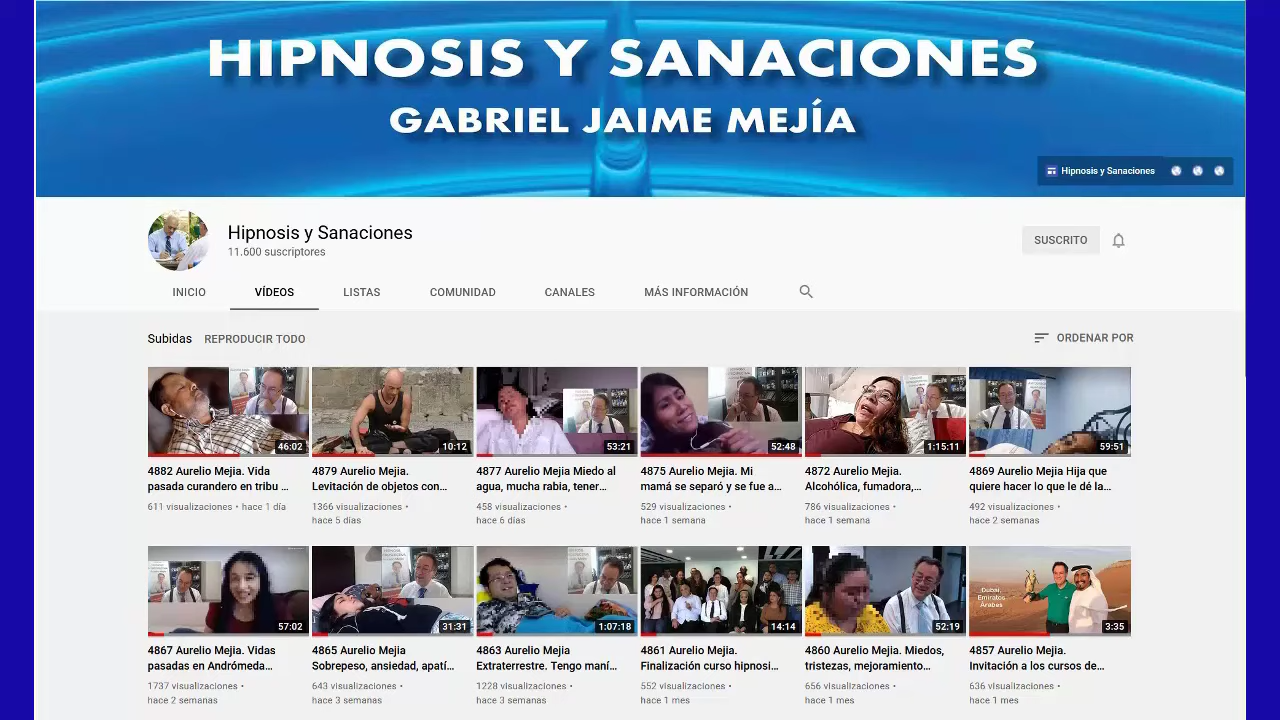 HIPNOSIS Y SANACIONES
GABRIEL JAIME MEJÍA
Hipnosis y Sanaciones
Hipnosis y Sanaciones
11.600 suscriptores
SUSCRITO
INICIO VÍDEOS LISTAS COMUNIDAD CANALES MÁS INFORMACIÓN
Subidas REPRODUCIR TODO
ORDENAR POR
46:02
10:12
53:21
52:48
1:15:11
59:51
4882 Aurelio Mejia. Vida
pasada curandero en tribu ...
611 visualizaciones • hace 1 día
4879 Aurelio Mejia.
Levitación de objetos con...
1366 visualizaciones •
hace 5 días
4877 Aurelio Mejia Miedo al
agua, mucha rabia, tener...
458 visualizaciones •
hace 6 días
4875 Aurelio Mejia. Mi
mamá se separó y se fue a...
529 visualizaciones •
hace 1 semana
4872 Aurelio Mejia.
Alcohólica, fumadora,...
786 visualizaciones •
hace 1 semana
4869 Aurelio Mejia Hija que
quiere hacer lo que le dé la...
492 visualizaciones •
hace 2 semanas
57:02
31:31
1:07:18
14:14
52:19
Dubai,
Emiratos
Árabes
3:35
4867 Aurelio Mejia. Vidas
pasadas en Andrómeda...
1737 visualizaciones •
hace 2 semanas
4865 Aurelio Mejia
Sobrepeso, ansiedad, apatí...
643 visualizaciones •
hace 3 semanas
4863 Aurelio Mejia
Extraterrestre. Tengo maní...
1228 visualizaciones •
hace 3 semanas
4861 Aurelio Mejia.
Finalización curso hipnosi...
552 visualizaciones •
hace 1 mes
4860 Aurelio Mejia. Miedos,
tristezas, mejoramiento...
656 visualizaciones •
hace 1 mes
4857 Aurelio Mejia.
Invitación a los cursos de...
636 visualizaciones •
hace 1 mes